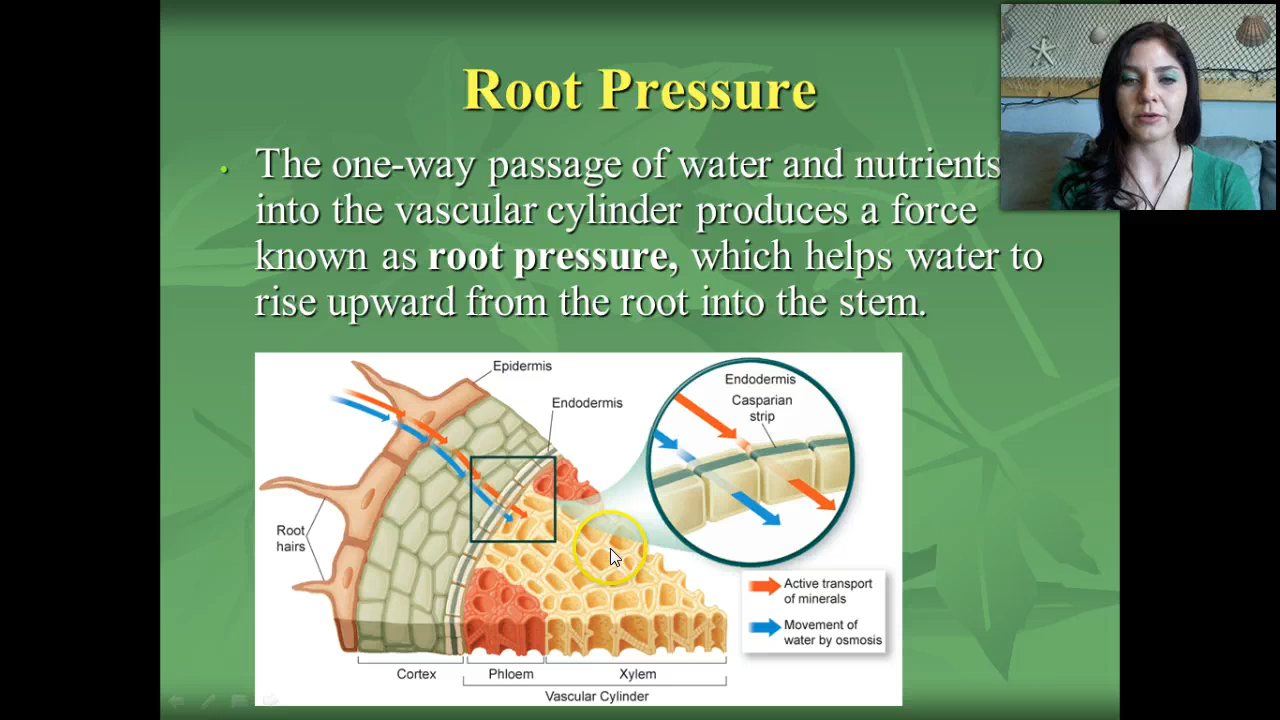 Root Pressure
• The one-way passage of water and nutrients
into the vascular cylinder produces a force
known as root pressure, which helps water to
rise upward from the root into the stem.
Epidermis
Endodermis
Root
hairs
Endodermis
Casparian
strip
Active transport
of minerals
Movement of
water by osmosis
Cortex
Phloem
Xylem
Vascular Cylinder